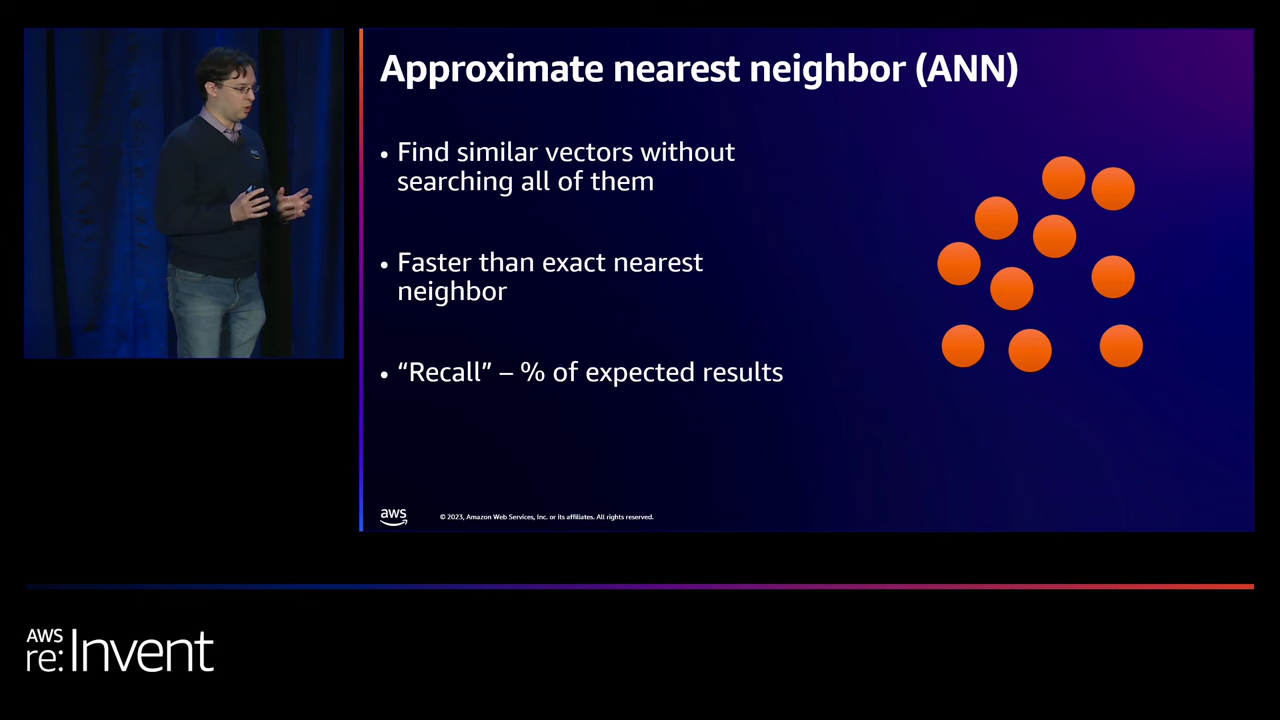 Approximate nearest neighbor (ANN)
• Find similar vectors without
searching all of them
• Faster than exact nearest
neighbor
• “Recall” – % of expected results
aws
© 2023, Amazon Web Services, Inc. or its affiliates. All rights reserved.
AWS
re:Invent
aws